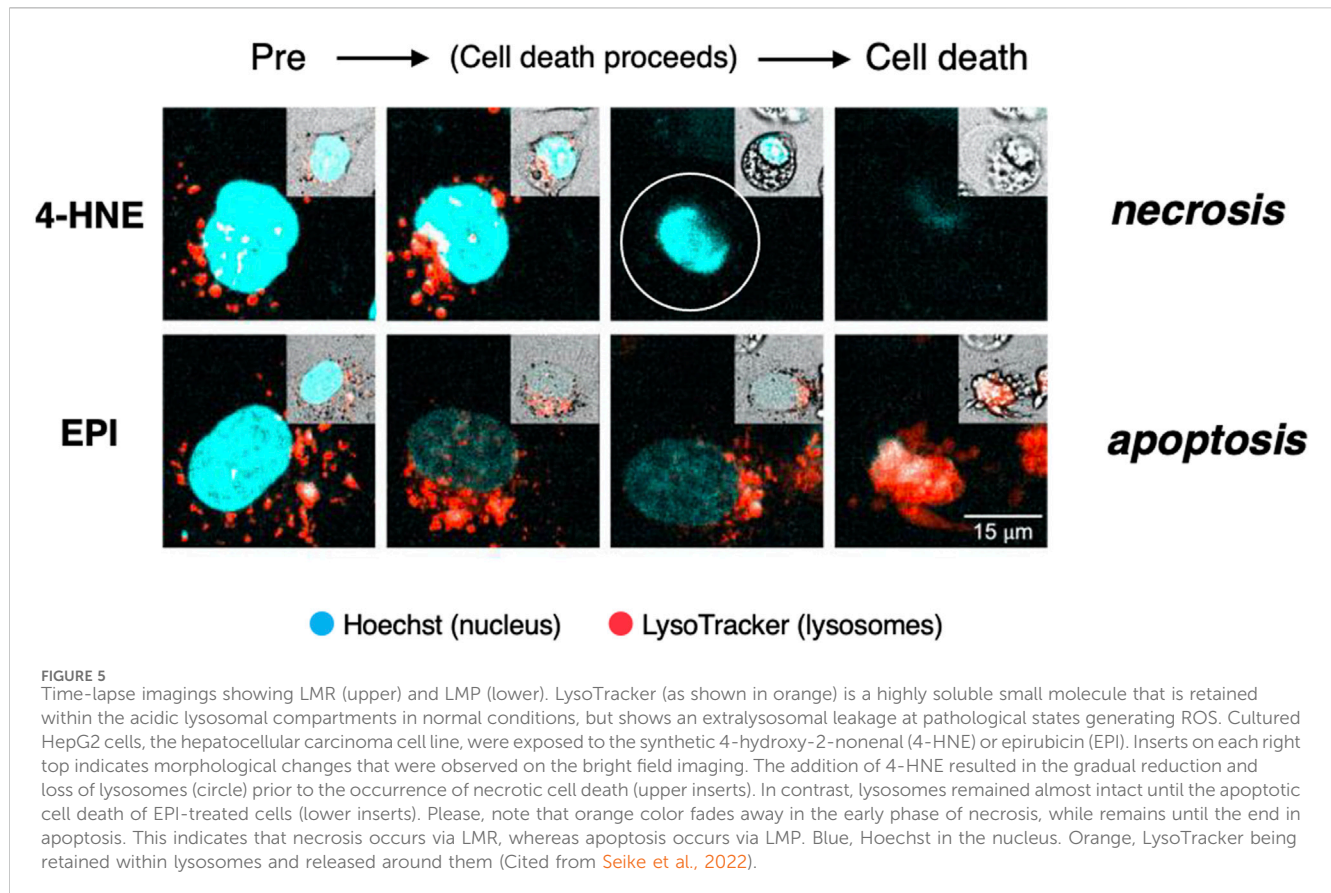 Pre → (Cell death proceeds) → Cell death
4-HNE
necrosis
EPI
apoptosis
15 μm
Hoechst (nucleus) LysoTracker (lysosomes)
FIGURE 5
Time-lapse imagings showing LMR (upper) and LMP (lower). LysoTracker (as shown in orange) is a highly soluble small molecule that is retained
within the acidic lysosomal compartments in normal conditions, but shows an extralysosomal leakage at pathological states generating ROS. Cultured
HepG2 cells, the hepatocellular carcinoma cell line, were exposed to the synthetic 4-hydroxy-2-nonenal (4-HNE) or epirubicin (EPI). Inserts on each right
top indicates morphological changes that were observed on the bright field imaging. The addition of 4-HNE resulted in the gradual reduction and
loss of lysosomes (circle) prior to the occurrence of necrotic cell death (upper inserts). In contrast, lysosomes remained almost intact until the apoptotic
cell death of EPI-treated cells (lower inserts). Please, note that orange color fades away in the early phase of necrosis, while remains until the end in
apoptosis. This indicates that necrosis occurs via LMR, whereas apoptosis occurs via LMP. Blue, Hoechst in the nucleus. Orange, LysoTracker being
retained within lysosomes and released around them (Cited from Seike et al., 2022).